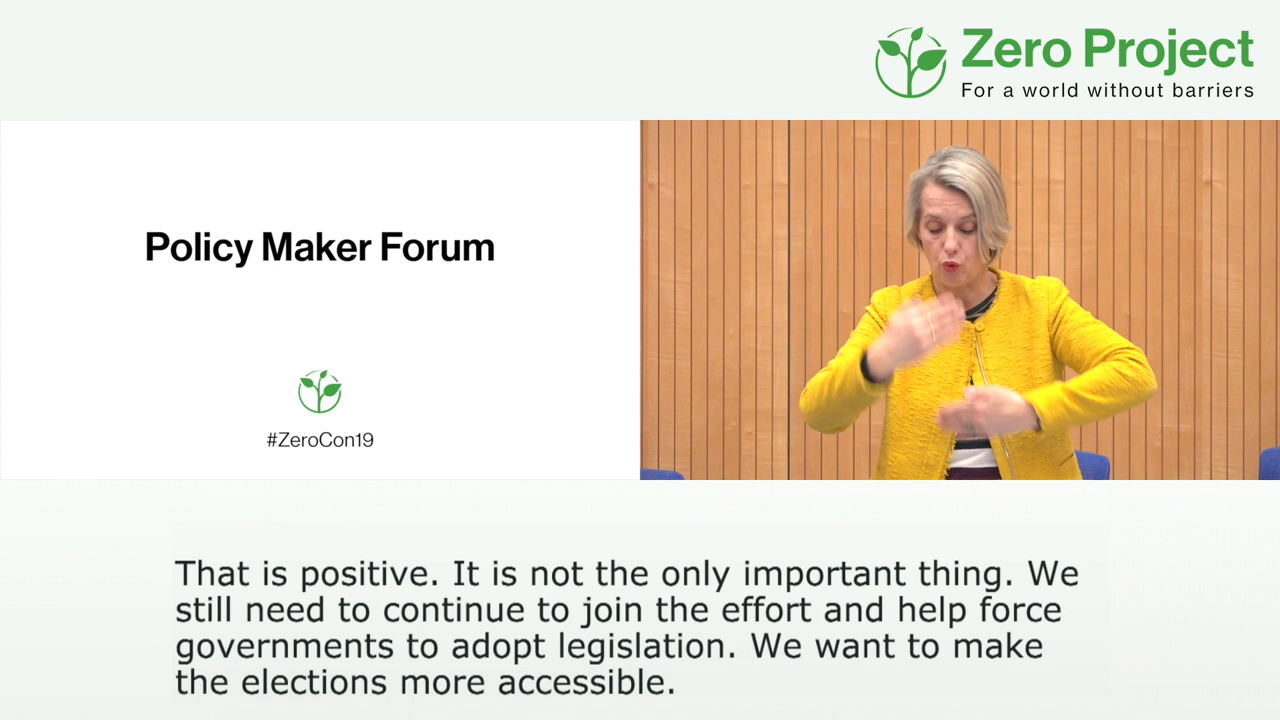 Zero Project
For a world without barriers
Policy Maker Forum
#ZeroCon19
That is positive. It is not the only important thing. We
still need to continue to join the effort and help force
governments to adopt legislation. We want to make
the elections more accessible.